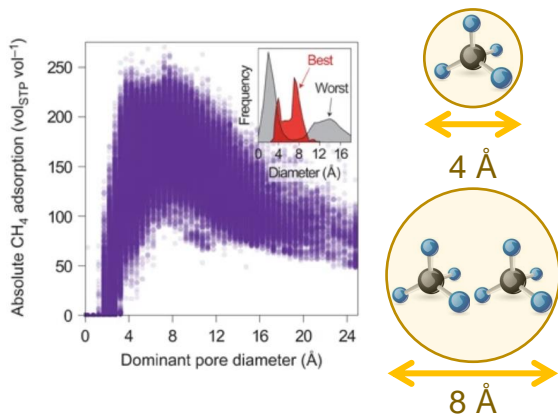 Absolute CH₄ adsorption (vol_STP vol⁻¹)
250
200
150
100
50
0
0 4 8 12 16 20 24
Dominant pore diameter (Å)
Frequency
Best
Worst
0 4 8 12 16
Diameter (Å)
4 Å
8 Å